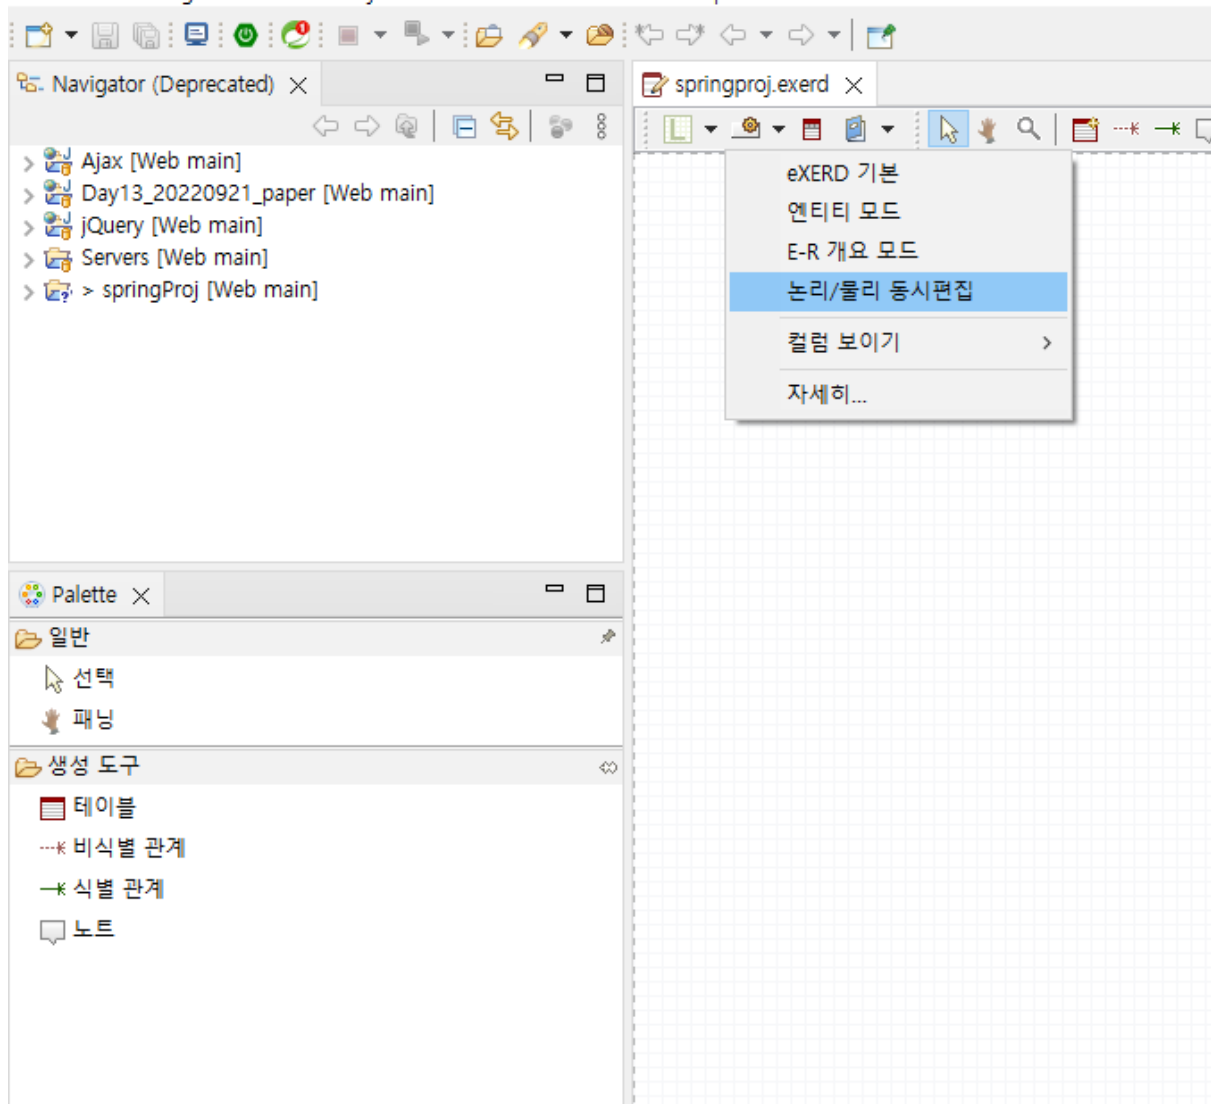 Navigator (Deprecated)
springproj.exerd
Ajax [Web main]
Day13_20220921_paper [Web main]
jQuery [Web main]
Servers [Web main]
> springProj [Web main]
eXERD 기본
엔티티 모드
E-R 개요 모드
논리/물리 동시편집
컬럼 보이기
자세히...
Palette
일반
선택
패닝
생성 도구
테이블
비식별 관계
식별 관계
노트